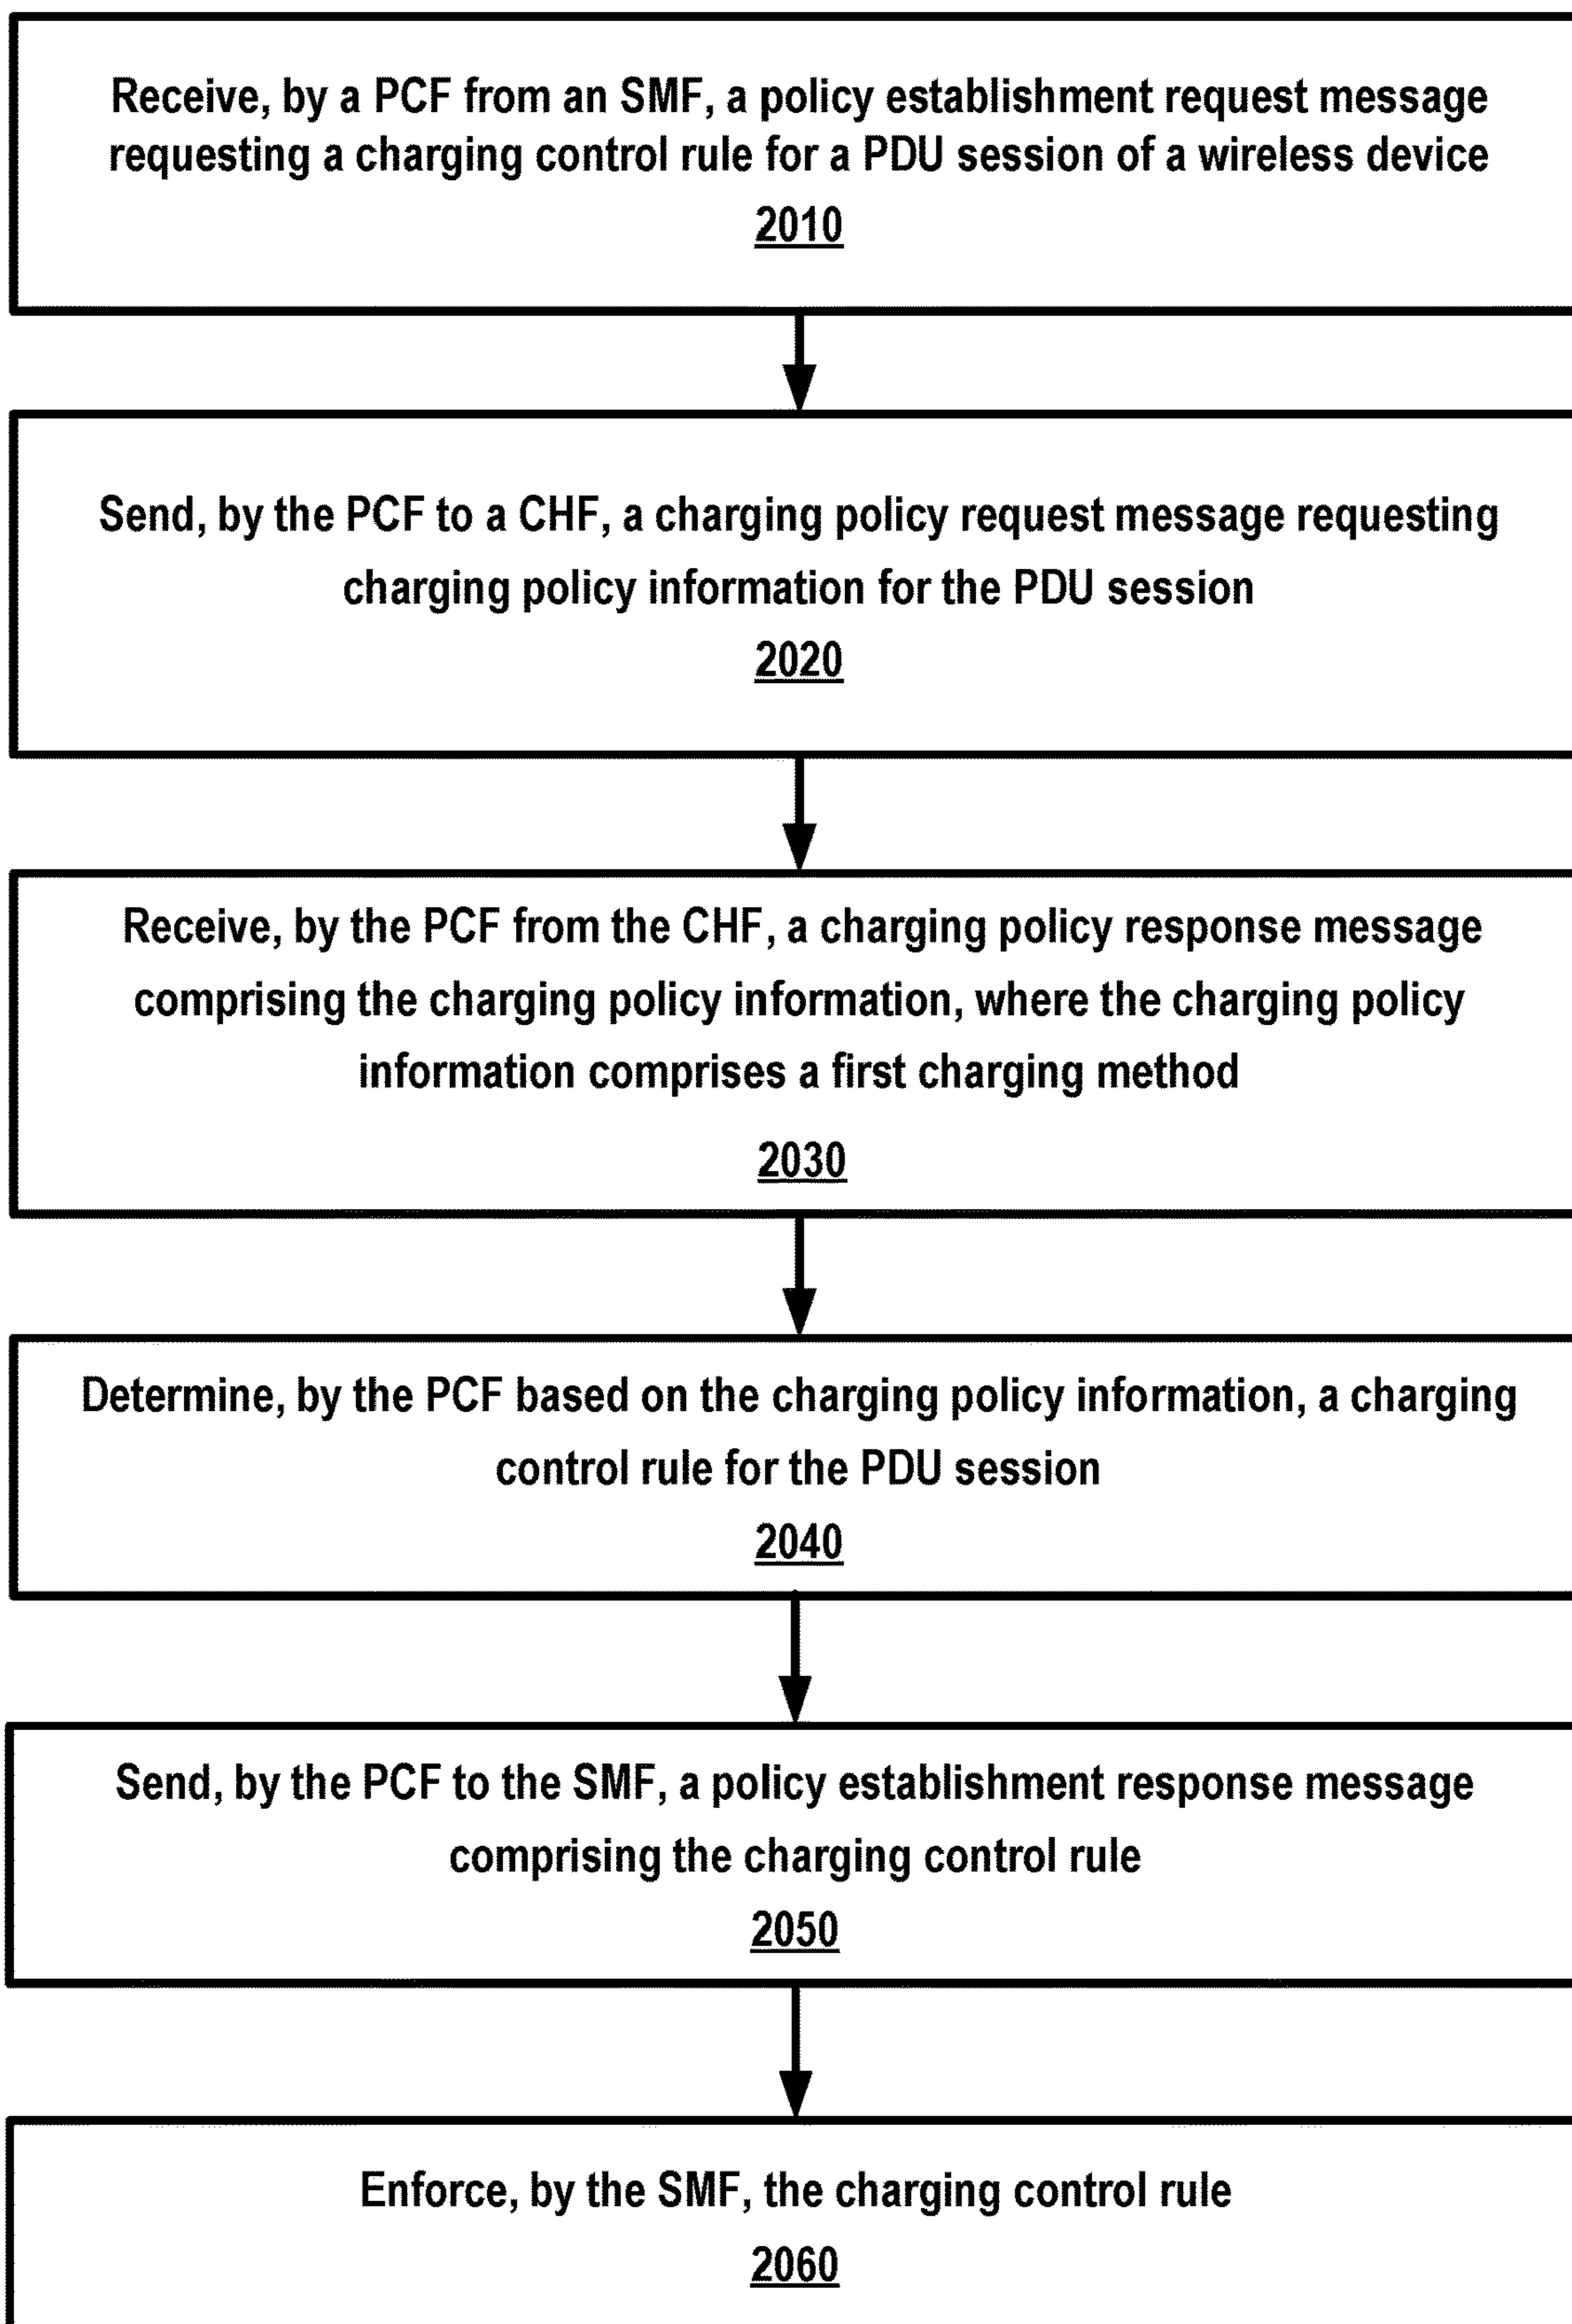 Receive, by a PCF from an SMF, a policy establishment request message
requesting a charging control rule for a PDU session of a wireless device
2010
Send, by the PCF to a CHF, a charging policy request message requesting
charging policy information for the PDU session
2020
Receive, by the PCF from the CHF, a charging policy response message
comprising the charging policy information, where the charging policy
information comprises a first charging method
2030
Determine, by the PCF based on the charging policy information, a charging
control rule for the PDU session
2040
Send, by the PCF to the SMF, a policy establishment response message
comprising the charging control rule
2050
Enforce, by the SMF, the charging control rule
2060